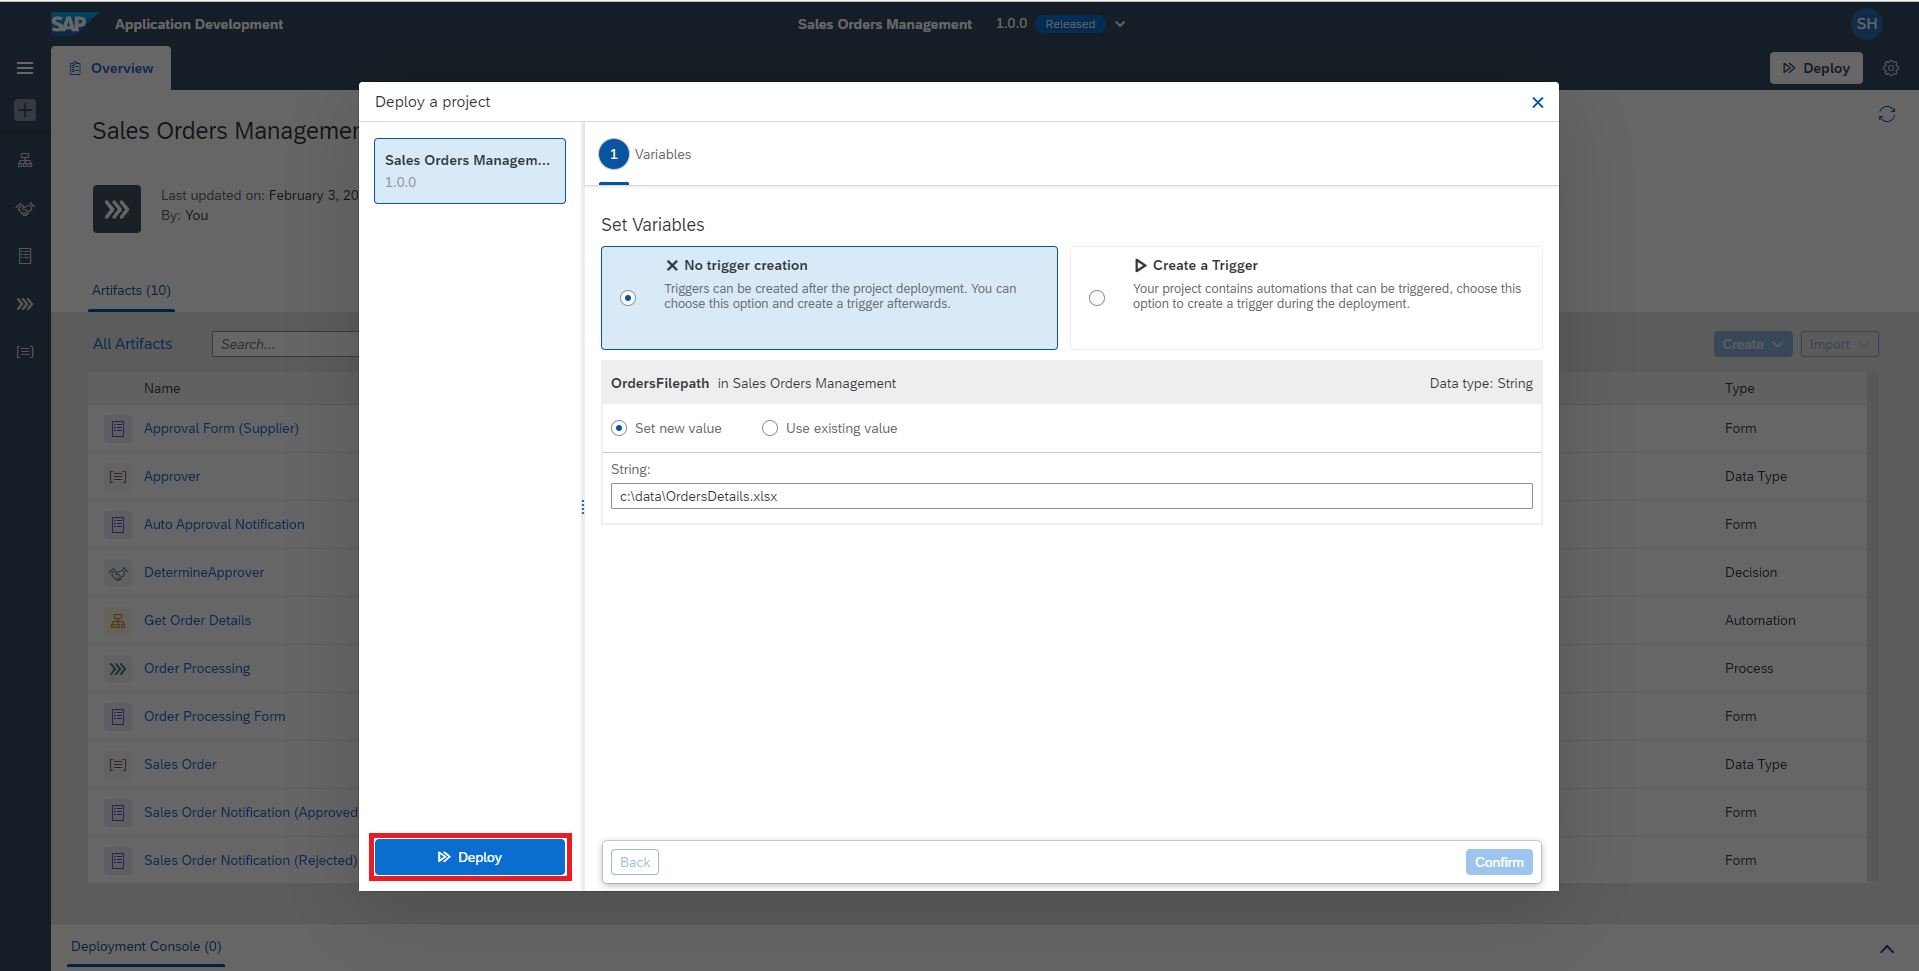 SAP Application Development
Sales Orders Management 1.0.0 Released
SH
Overview
Deploy
Sales Orders Managemen
Last updated on: February 3, 20
By: You
Artifacts (10)
All Artifacts
Search...
Create
Import
Name
Type
Approval Form (Supplier)
Form
Approver
Data Type
Auto Approval Notification
Form
DetermineApprover
Decision
Get Order Details
Automation
Order Processing
Process
Order Processing Form
Form
Sales Order
Data Type
Sales Order Notification (Approved
Form
Sales Order Notification (Rejected)
Form
Deployment Console (0)
Deploy a project
Sales Orders Managem...
1.0.0
Deploy
1 Variables
Set Variables
No trigger creation
Triggers can be created after the project deployment. You can
choose this option and create a trigger afterwards.
Create a Trigger
Your project contains automations that can be triggered, choose this
option to create a trigger during the deployment.
OrdersFilepath in Sales Orders Management
Data type: String
Set new value
Use existing value
String:
c:\data\OrdersDetails.xlsx
Back
Confirm